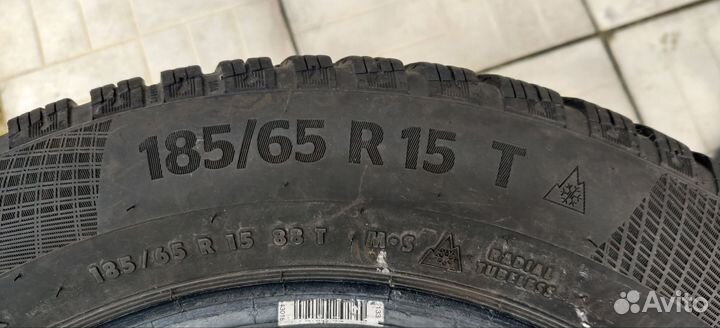 185/65 R 15 T
185/65 R 15 88 T M+S RADIAL
TUBELESS
Avito